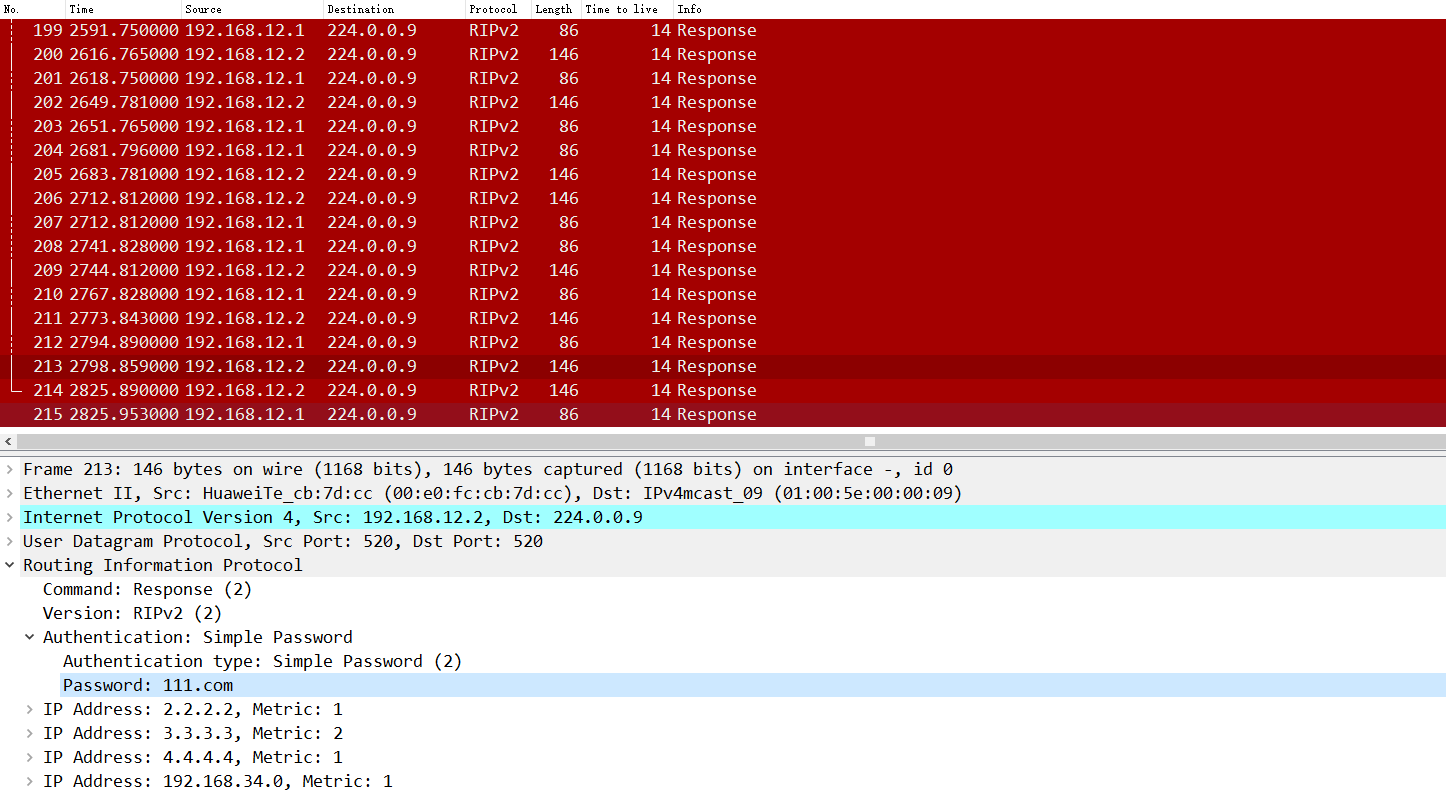 No. Time Source Destination Protocol Length Time to live Info
199 2591.750000 192.168.12.1 224.0.0.9 RIPv2 86 14 Response
200 2616.765000 192.168.12.2 224.0.0.9 RIPv2 146 14 Response
201 2618.750000 192.168.12.1 224.0.0.9 RIPv2 86 14 Response
202 2649.781000 192.168.12.2 224.0.0.9 RIPv2 146 14 Response
203 2651.765000 192.168.12.1 224.0.0.9 RIPv2 86 14 Response
204 2681.796000 192.168.12.1 224.0.0.9 RIPv2 86 14 Response
205 2683.781000 192.168.12.2 224.0.0.9 RIPv2 146 14 Response
206 2712.812000 192.168.12.2 224.0.0.9 RIPv2 146 14 Response
207 2712.812000 192.168.12.1 224.0.0.9 RIPv2 86 14 Response
208 2741.828000 192.168.12.1 224.0.0.9 RIPv2 86 14 Response
209 2744.812000 192.168.12.2 224.0.0.9 RIPv2 146 14 Response
210 2767.828000 192.168.12.1 224.0.0.9 RIPv2 86 14 Response
211 2773.843000 192.168.12.2 224.0.0.9 RIPv2 146 14 Response
212 2794.890000 192.168.12.1 224.0.0.9 RIPv2 86 14 Response
213 2798.859000 192.168.12.2 224.0.0.9 RIPv2 146 14 Response
214 2825.890000 192.168.12.2 224.0.0.9 RIPv2 146 14 Response
215 2825.953000 192.168.12.1 224.0.0.9 RIPv2 86 14 Response
Frame 213: 146 bytes on wire (1168 bits), 146 bytes captured (1168 bits) on interface -, id 0
Ethernet II, Src: HuaweiTe_cb:7d:cc (00:e0:fc:cb:7d:cc), Dst: IPv4mcast_09 (01:00:5e:00:00:09)
Internet Protocol Version 4, Src: 192.168.12.2, Dst: 224.0.0.9
User Datagram Protocol, Src Port: 520, Dst Port: 520
Routing Information Protocol
Command: Response (2)
Version: RIPv2 (2)
Authentication: Simple Password
Authentication type: Simple Password (2)
Password: 111.com
IP Address: 2.2.2.2, Metric: 1
IP Address: 3.3.3.3, Metric: 2
IP Address: 4.4.4.4, Metric: 1
IP Address: 192.168.34.0, Metric: 1